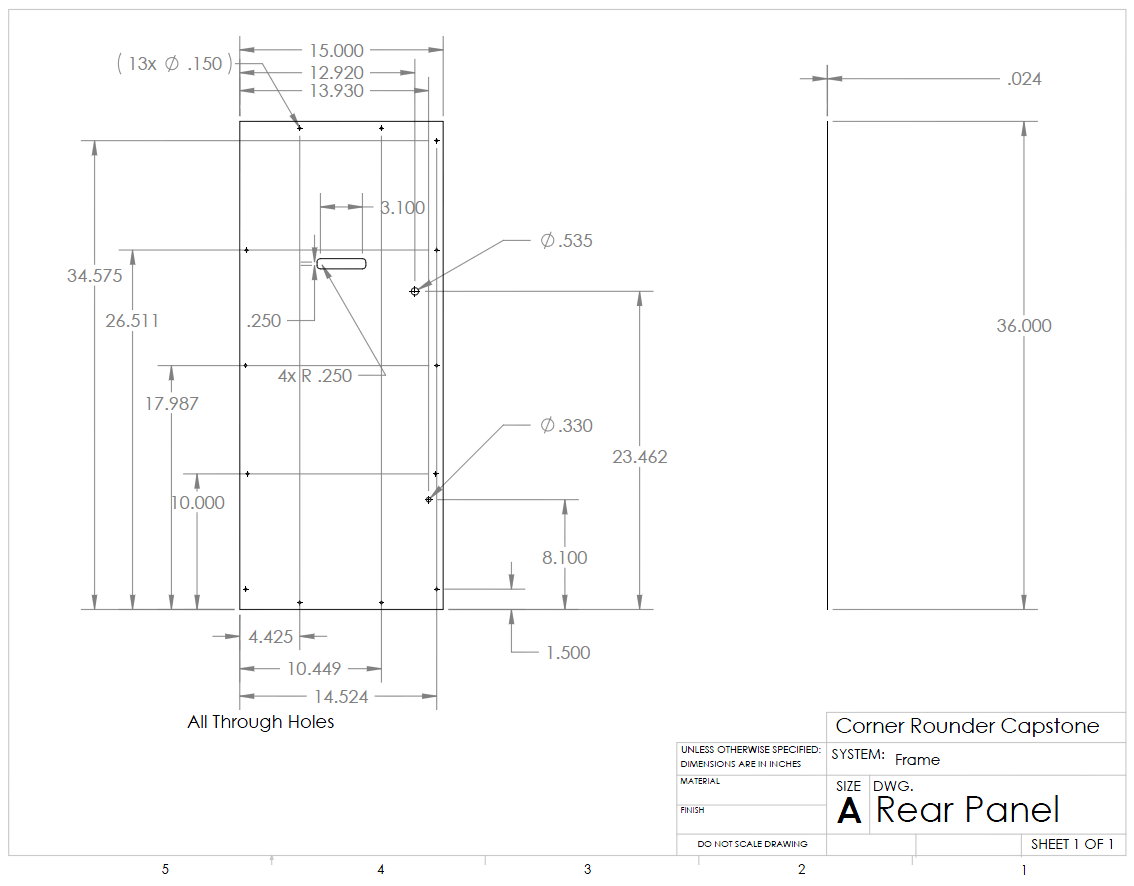 15.000
( 13x Ø .150 )
12.920
13.930
.024
3.100
Ø .535
34.575
26.511
.250
36.000
4x R .250
17.987
Ø .330
23.462
10.000
8.100
4.425
1.500
10.449
14.524
All Through Holes
Corner Rounder Capstone
UNLESS OTHERWISE SPECIFIED:
DIMENSIONS ARE IN INCHES
SYSTEM: Frame
MATERIAL
FINISH
SIZE DWG.
A Rear Panel
DO NOT SCALE DRAWING
SHEET 1 OF 1
5 4 3 2 1